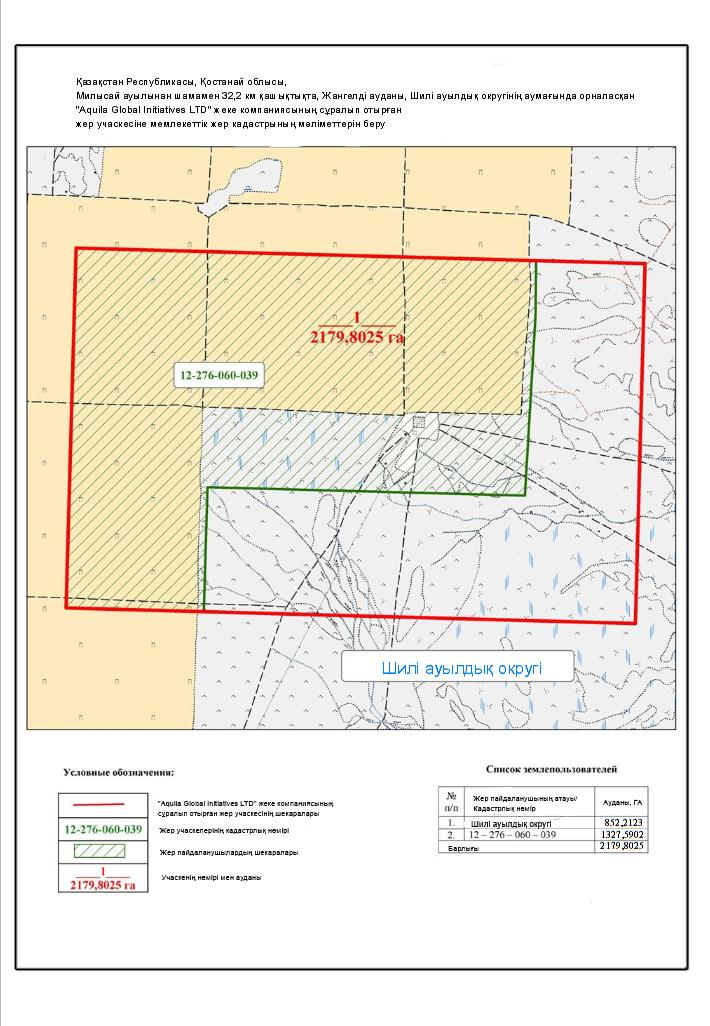 Қазақстан Республикасы, Қостанай облысы,
Милысай ауылынан шамамен 32,2 км қашықтықта, Жангелді ауданы, Шилі ауылдық округінің аумағында орналасқан
"Aquila Global Initiatives LTD" жеке компаниясының сұралып отырған
жер учаскесіне мемлекеттік жер кадастрының мәліметтерін беру
1
2179,8025 га
12-276-060-039
Шилі ауылдық округі
Условные обозначения:
"Aquila Global Initiatives LTD" жеке компаниясының
сұралып отырған жер учаскесінің шекаралары
12-276-060-039 Жер учаскелерінің кадастрлық нөмірі
Жер пайдаланушылардың шекаралары
1
2179,8025 га
Учаскенің нөмірі мен ауданы
Список землепользователей
№ п/п Жер пайдаланушының атауы/ Кадастрлық нөмір Ауданы, ГА
1. Шилі ауылдық округі 852,2123
2. 12 – 276 – 060 – 039 1327,5902
Барлығы 2179,8025